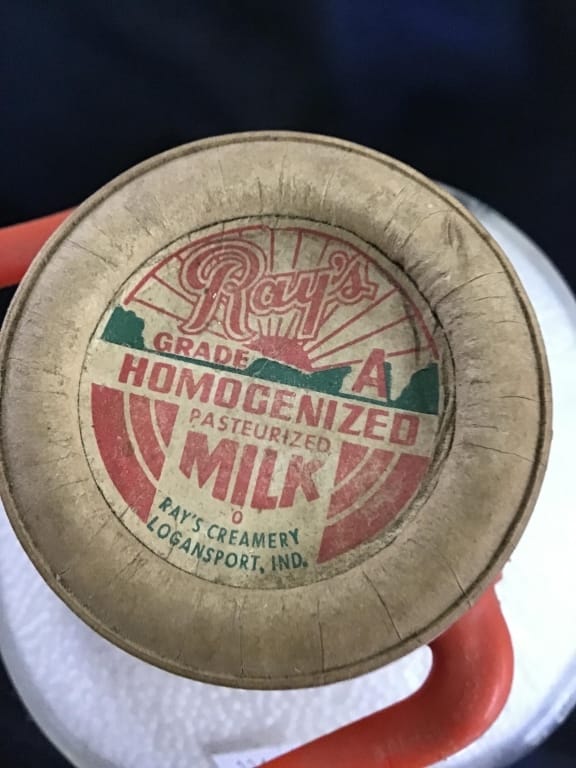 Ray's
GRADE A
HOMOGENIZED
PASTEURIZED
MILK
O
RAY'S CREAMERY
LOGANSPORT, IND.